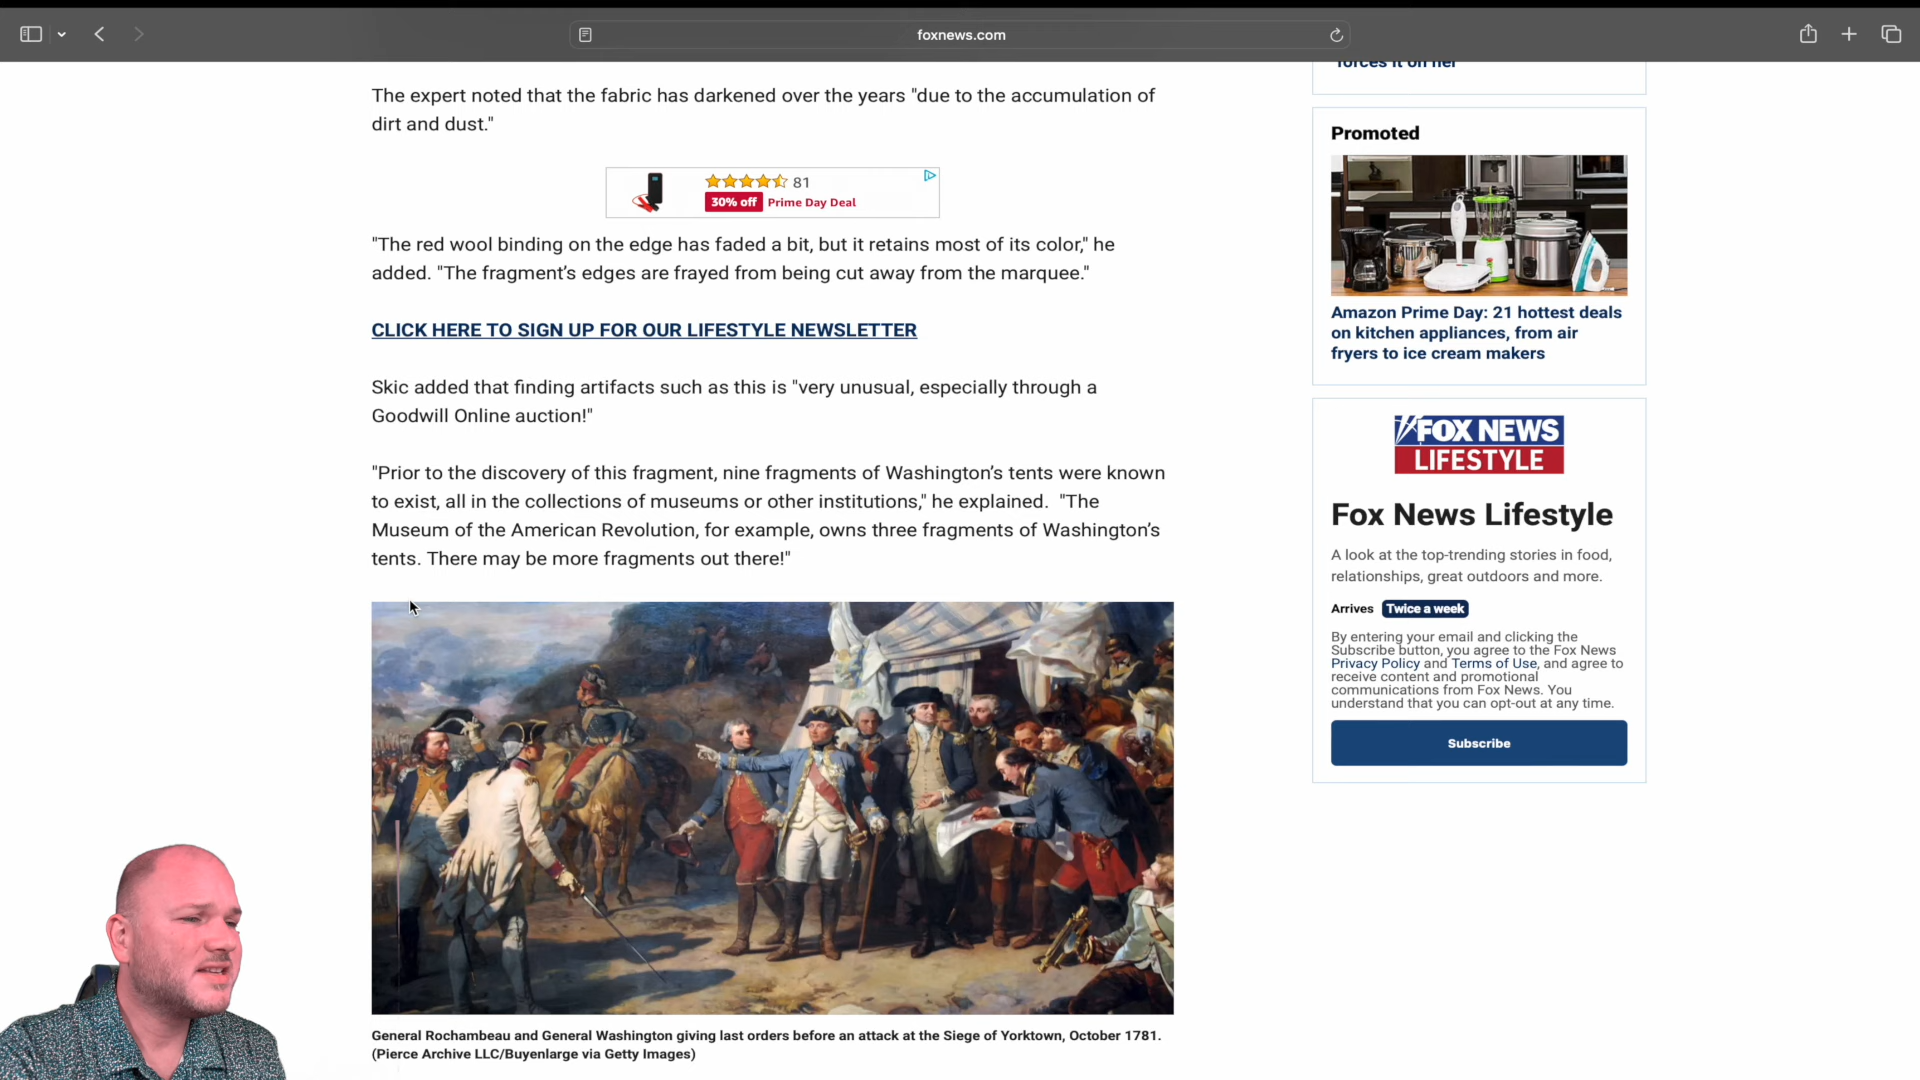 foxnews.com
The expert noted that the fabric has darkened over the years "due to the accumulation of
dirt and dust."
81
30% off Prime Day Deal
"The red wool binding on the edge has faded a bit, but it retains most of its color," he
added. "The fragment's edges are frayed from being cut away from the marquee."
CLICK HERE TO SIGN UP FOR OUR LIFESTYLE NEWSLETTER
Skic added that finding artifacts such as this is "very unusual, especially through a
Goodwill Online auction!"
"Prior to the discovery of this fragment, nine fragments of Washington's tents were known
to exist, all in the collections of museums or other institutions," he explained.  "The
Museum of the American Revolution, for example, owns three fragments of Washington's
tents. There may be more fragments out there!"
General Rochambeau and General Washington giving last orders before an attack at the Siege of Yorktown, October 1781.
(Pierce Archive LLC/Buyenlarge via Getty Images)
forces it on her
Promoted
Amazon Prime Day: 21 hottest deals
on kitchen appliances, from air
fryers to ice cream makers
FOX NEWS
LIFESTYLE
Fox News Lifestyle
A look at the top-trending stories in food,
relationships, great outdoors and more.
Arrives Twice a week
By entering your email and clicking the
Subscribe button, you agree to the Fox News
Privacy Policy and Terms of Use, and agree to
receive content and promotional
communications from Fox News. You
understand that you can opt-out at any time.
Subscribe